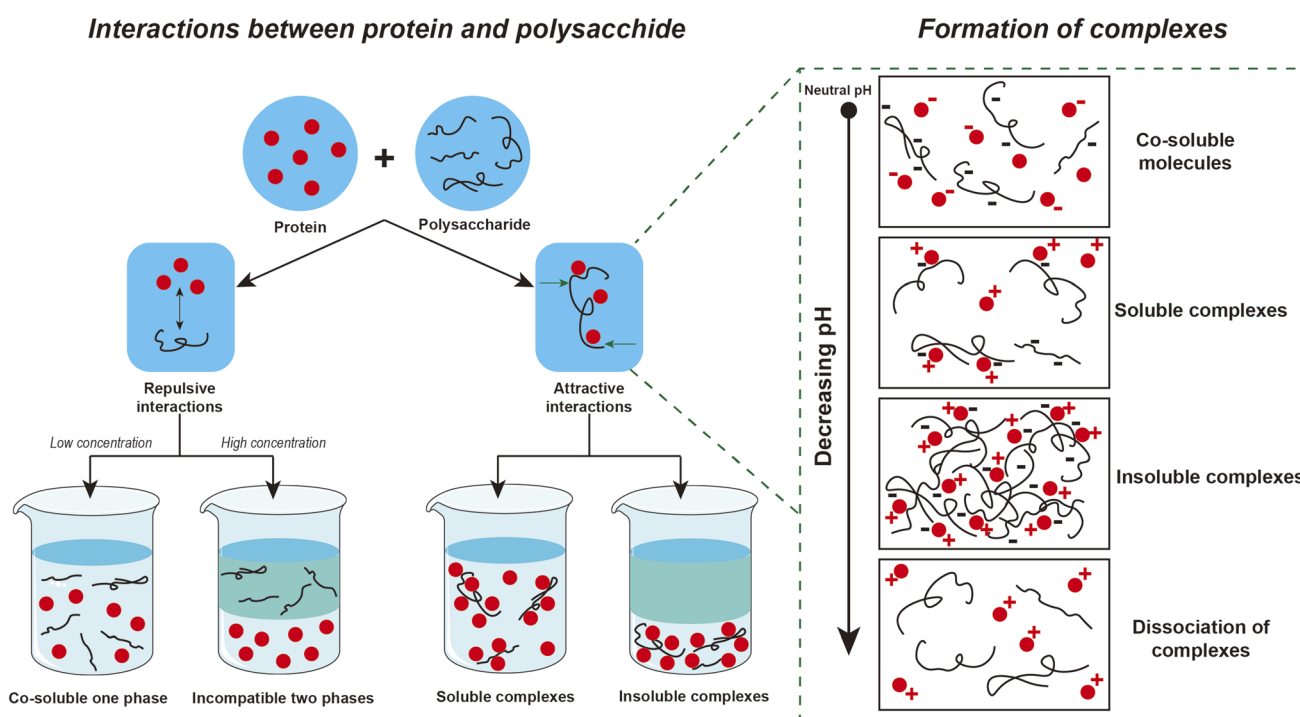 Interactions between protein and polysacchide
Formation of complexes
Protein
+
Polysaccharide
Repulsive
interactions
Attractive
interactions
Low concentration
High concentration
Co-soluble one phase
Incompatible two phases
Soluble complexes
Insoluble complexes
Neutral pH
Decreasing pH
Co-soluble
molecules
Soluble complexes
Insoluble complexes
Dissociation of
complexes